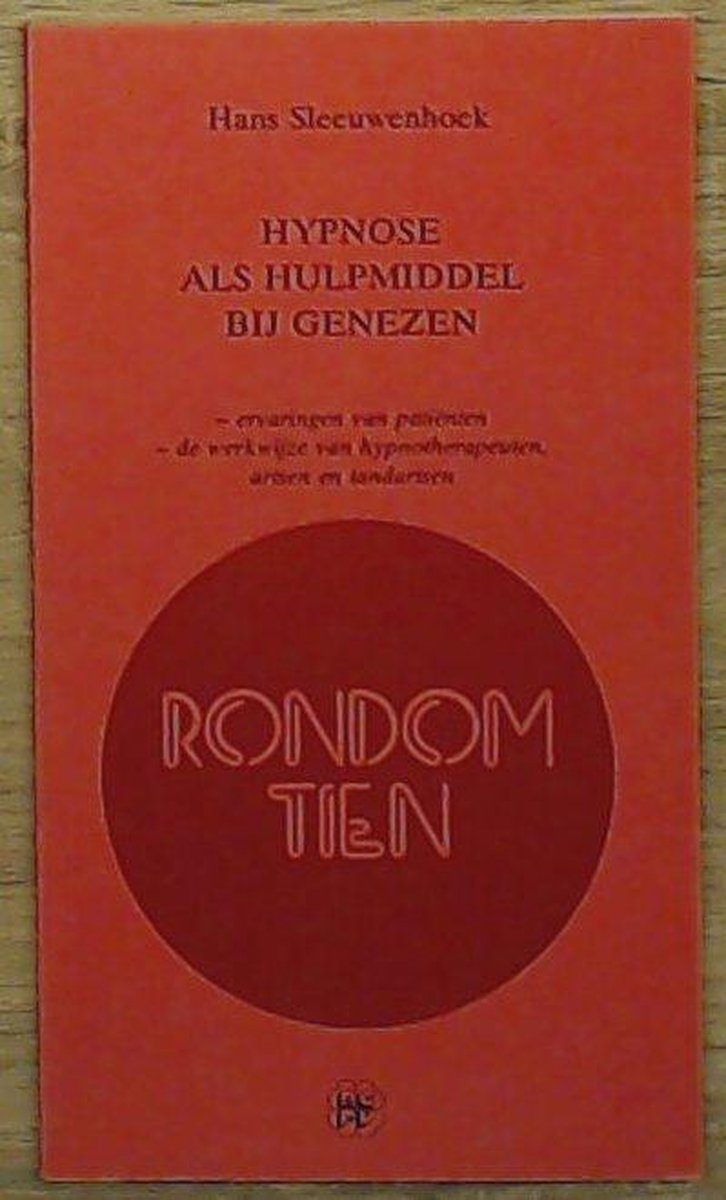 Hans Sleeuwenhoek
HYPNOSE
ALS HULPMIDDEL
BIJ GENEZEN
– ervaringen van patiënten
– de werkwijze van hypnotherapeuten,
artsen en tandartsen
RONDOM
TIEN